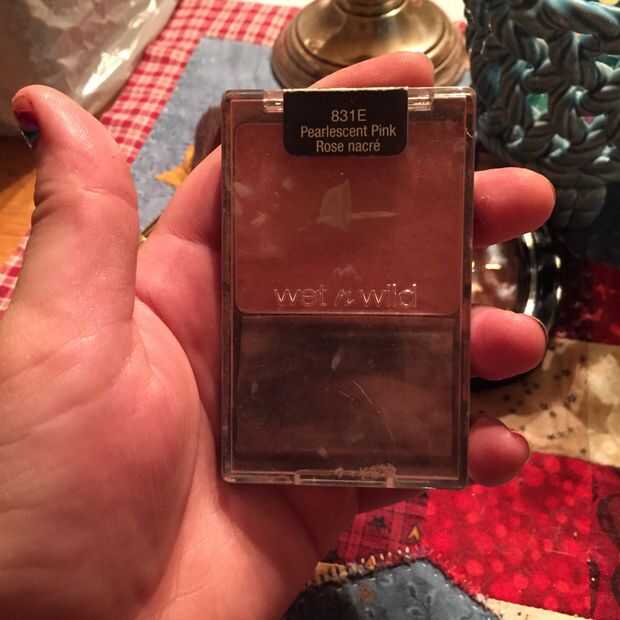 831E
Pearlescent Pink
Rose nacré
wet n wild